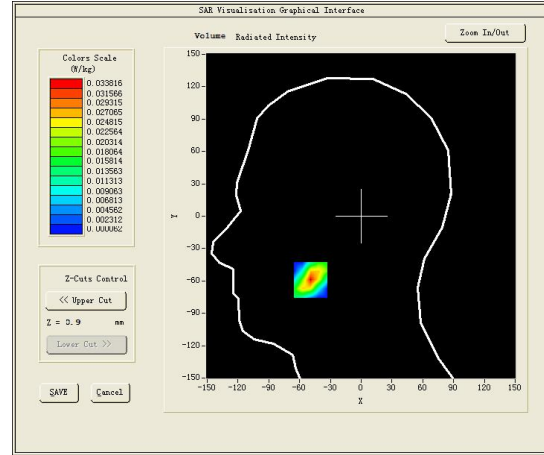 SAR Visualisation Graphical Interface
Volume Radiated Intensity
Zoom In/Out
Colors Scale
(W/kg)
0.033816
0.031566
0.029315
0.027065
0.024815
0.022564
0.020314
0.018064
0.015814
0.013563
0.011313
0.009063
0.006813
0.004562
0.002312
0.000062
Z-Cuts Control
<< Upper Cut
Z = 0.9 mm
Lower Cut >>
SAVE
Cancel
150
120
90
60
30
0
-30
-60
-90
-120
-150
Y
-150 -120 -90 -60 -30 0 30 60 90 120 150
X